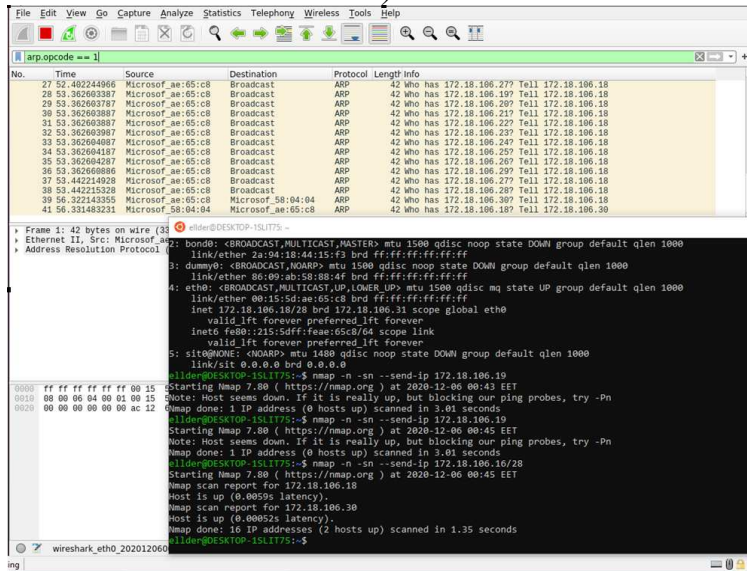 2
File Edit View Go Capture Analyze Statistics Telephony Wireless Tools Help
arp.opcode == 1
No. Time Source Destination Protocol Length Info
27 52.402244966 Microsof_ae:65:c8 Broadcast ARP 42 Who has 172.18.106.27? Tell 172.18.106.18
28 53.362603387 Microsof_ae:65:c8 Broadcast ARP 42 Who has 172.18.106.19? Tell 172.18.106.18
29 53.362603787 Microsof_ae:65:c8 Broadcast ARP 42 Who has 172.18.106.20? Tell 172.18.106.18
30 53.362603887 Microsof_ae:65:c8 Broadcast ARP 42 Who has 172.18.106.21? Tell 172.18.106.18
31 53.362603887 Microsof_ae:65:c8 Broadcast ARP 42 Who has 172.18.106.22? Tell 172.18.106.18
32 53.362603987 Microsof_ae:65:c8 Broadcast ARP 42 Who has 172.18.106.23? Tell 172.18.106.18
33 53.362604087 Microsof_ae:65:c8 Broadcast ARP 42 Who has 172.18.106.24? Tell 172.18.106.18
34 53.362604187 Microsof_ae:65:c8 Broadcast ARP 42 Who has 172.18.106.25? Tell 172.18.106.18
35 53.362604287 Microsof_ae:65:c8 Broadcast ARP 42 Who has 172.18.106.26? Tell 172.18.106.18
36 53.362660886 Microsof_ae:65:c8 Broadcast ARP 42 Who has 172.18.106.29? Tell 172.18.106.18
37 53.442214928 Microsof_ae:65:c8 Broadcast ARP 42 Who has 172.18.106.17? Tell 172.18.106.18
38 53.442215328 Microsof_ae:65:c8 Broadcast ARP 42 Who has 172.18.106.28? Tell 172.18.106.18
39 56.322143355 Microsof_ae:65:c8 Microsof_58:04:04 ARP 42 Who has 172.18.106.30? Tell 172.18.106.18
41 56.331483231 Microsof_58:04:04 Microsof_ae:65:c8 ARP 42 Who has 172.18.106.18? Tell 172.18.106.30
Frame 1: 42 bytes on wire (33
Ethernet II, Src: Microsof_ae
Address Resolution Protocol (
ellder@DESKTOP-1SLIT75: ~
2: bond0: <BROADCAST,MULTICAST,MASTER> mtu 1500 qdisc noop state DOWN group default qlen 1000
link/ether 2a:94:18:44:15:f3 brd ff:ff:ff:ff:ff:ff
3: dummy0: <BROADCAST,NOARP> mtu 1500 qdisc noop state DOWN group default qlen 1000
link/ether 86:09:ab:58:88:4f brd ff:ff:ff:ff:ff:ff
4: eth0: <BROADCAST,MULTICAST,UP,LOWER_UP> mtu 1500 qdisc mq state UP group default qlen 1000
link/ether 00:15:5d:ae:65:c8 brd ff:ff:ff:ff:ff:ff
inet 172.18.106.18/28 brd 172.18.106.31 scope global eth0
valid_lft forever preferred_lft forever
inet6 fe80::215:5dff:feae:65c8/64 scope link
valid_lft forever preferred_lft forever
5: sit0@NONE: <NOARP> mtu 1480 qdisc noop state DOWN group default qlen 1000
link/sit 0.0.0.0 brd 0.0.0.0
ellder@DESKTOP-1SLIT75:~$ nmap -n -sn --send-ip 172.18.106.19
Starting Nmap 7.80 ( https://nmap.org ) at 2020-12-06 00:43 EET
Note: Host seems down. If it is really up, but blocking our ping probes, try -Pn
Nmap done: 1 IP address (0 hosts up) scanned in 3.01 seconds
ellder@DESKTOP-1SLIT75:~$ nmap -n -sn --send-ip 172.18.106.19
Starting Nmap 7.80 ( https://nmap.org ) at 2020-12-06 00:45 EET
Note: Host seems down. If it is really up, but blocking our ping probes, try -Pn
Nmap done: 1 IP address (0 hosts up) scanned in 3.01 seconds
ellder@DESKTOP-1SLIT75:~$ nmap -n -sn --send-ip 172.18.106.16/28
Starting Nmap 7.80 ( https://nmap.org ) at 2020-12-06 00:45 EET
Nmap scan report for 172.18.106.18
Host is up (0.0059s latency).
Nmap scan report for 172.18.106.30
Host is up (0.00052s latency).
Nmap done: 16 IP addresses (2 hosts up) scanned in 1.35 seconds
ellder@DESKTOP-1SLIT75:~$
0000 ff ff ff ff ff ff 00 15
0010 08 00 06 04 00 01 00 15
0020 00 00 00 00 00 00 ac 12
wireshark_eth0_202012060
ing